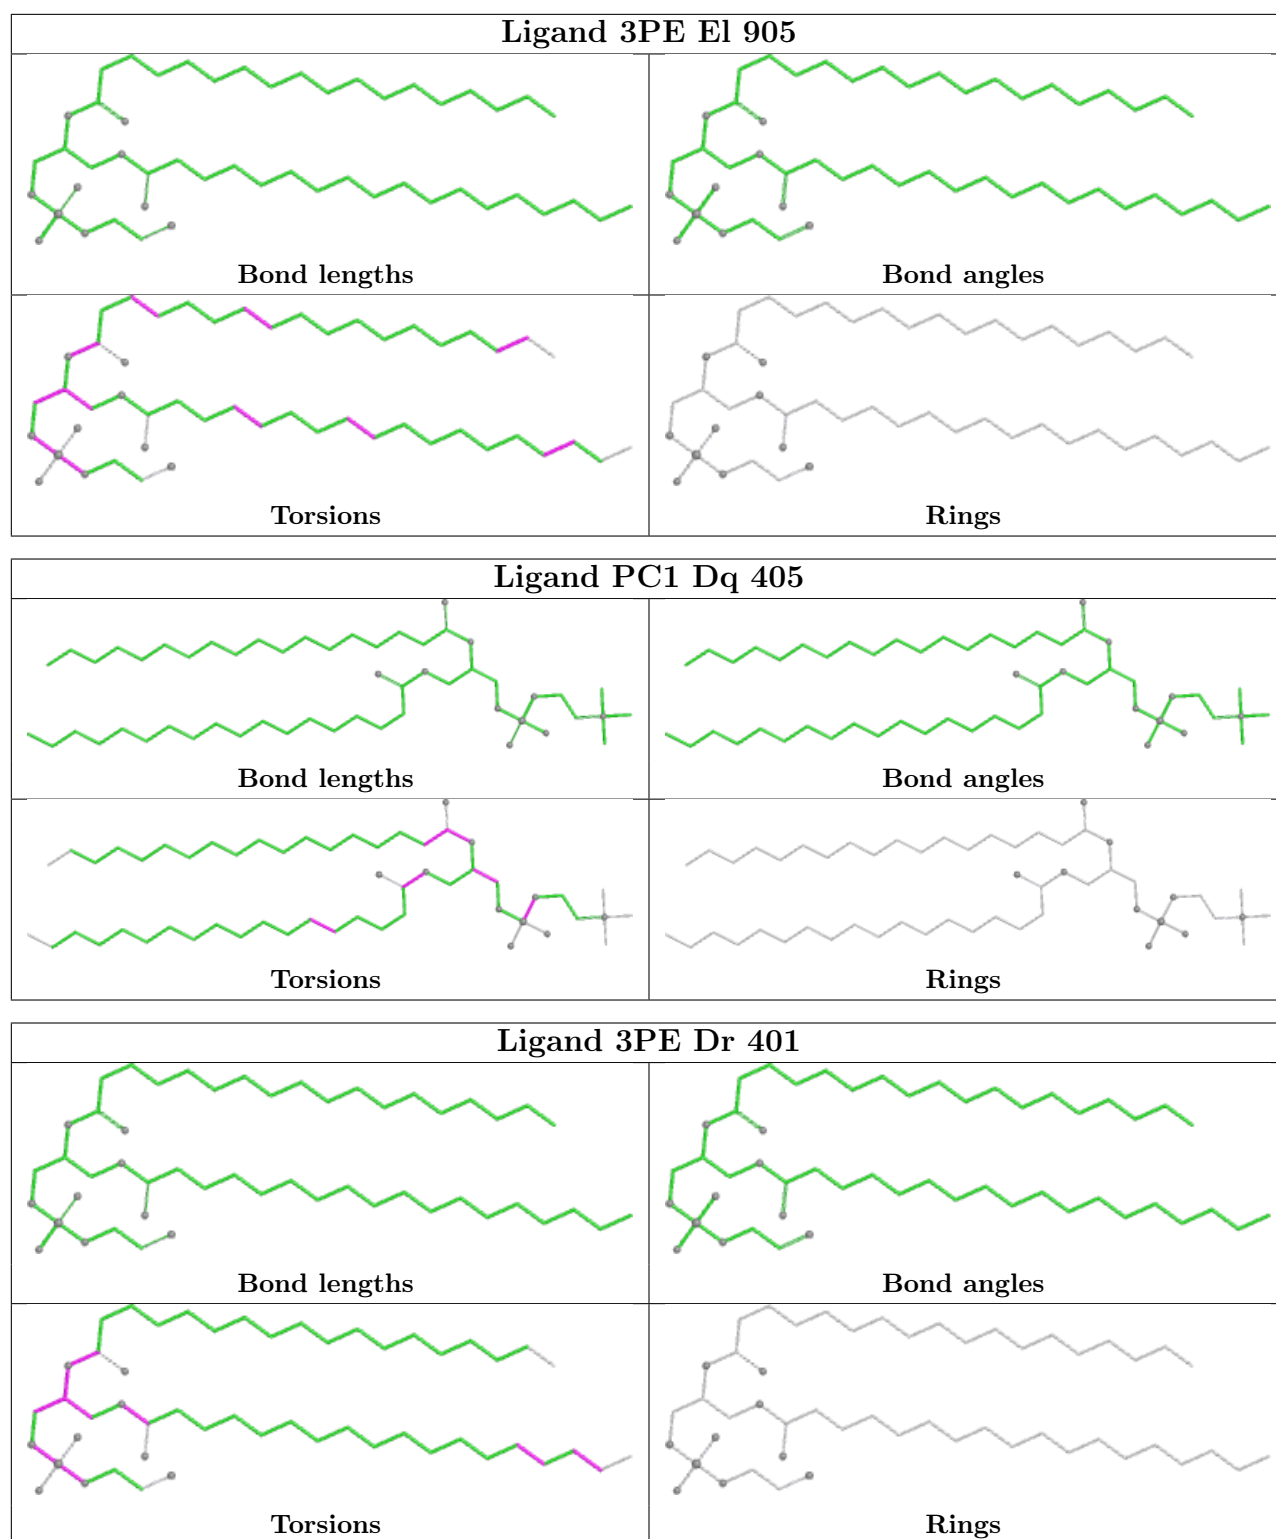 Ligand 3PE El 905
Bond lengths
Bond angles
Torsions
Rings
Ligand PC1 Dq 405
Bond lengths
Bond angles
Torsions
Rings
Ligand 3PE Dr 401
Bond lengths
Bond angles
Torsions
Rings